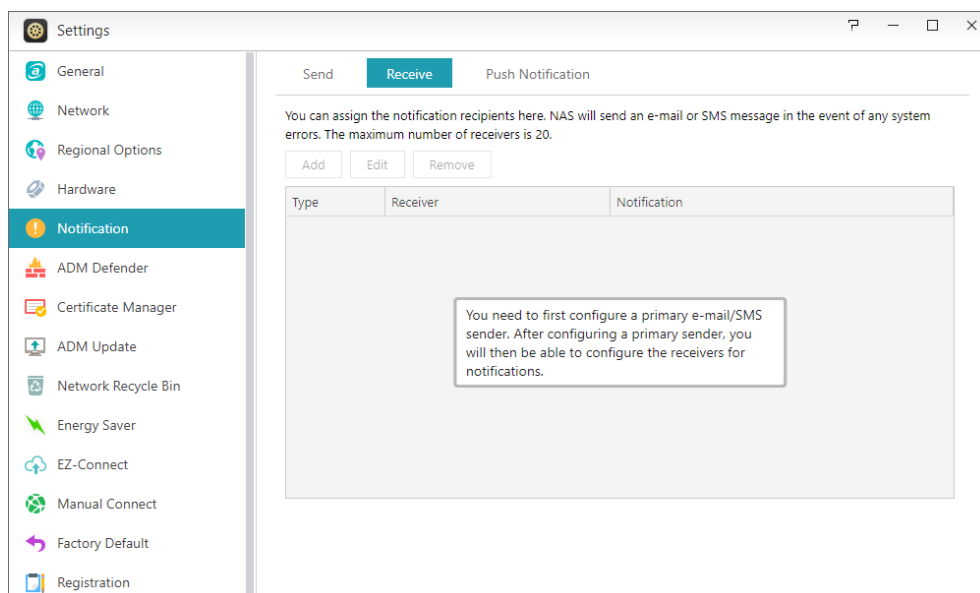 Settings
General
Network
Regional Options
Hardware
Notification
ADM Defender
Certificate Manager
ADM Update
Network Recycle Bin
Energy Saver
EZ-Connect
Manual Connect
Factory Default
Registration
Send Receive Push Notification
You can assign the notification recipients here. NAS will send an e-mail or SMS message in the event of any system
errors. The maximum number of receivers is 20.
Add Edit Remove
Type Receiver Notification
You need to first configure a primary e-mail/SMS
sender. After configuring a primary sender, you
will then be able to configure the receivers for
notifications.